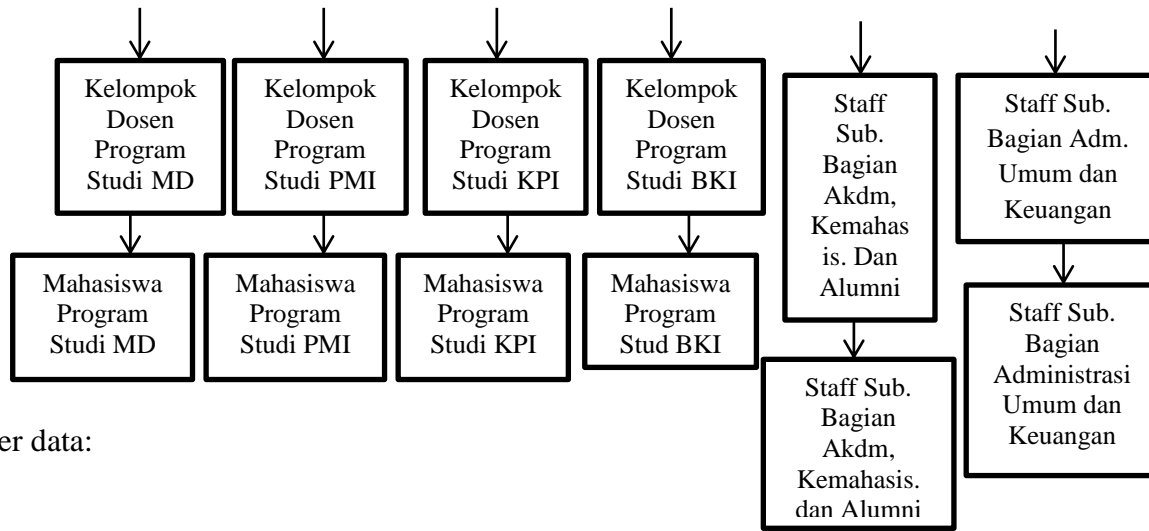 Kelompok
Dosen
Program
Studi MD
Kelompok
Dosen
Program
Studi PMI
Kelompok
Dosen
Program
Studi KPI
Kelompok
Dosen
Program
Studi BKI
Staff
Sub.
Bagian
Akdm,
Kemahas
is. Dan
Alumni
Staff Sub.
Bagian Adm.
Umum dan
Keuangan
Mahasiswa
Program
Studi MD
Mahasiswa
Program
Studi PMI
Mahasiswa
Program
Studi KPI
Mahasiswa
Program
Stud BKI
Staff Sub.
Bagian
Akdm,
Kemahasis.
dan Alumni
Staff Sub.
Bagian
Administrasi
Umum dan
Keuangan
er data: